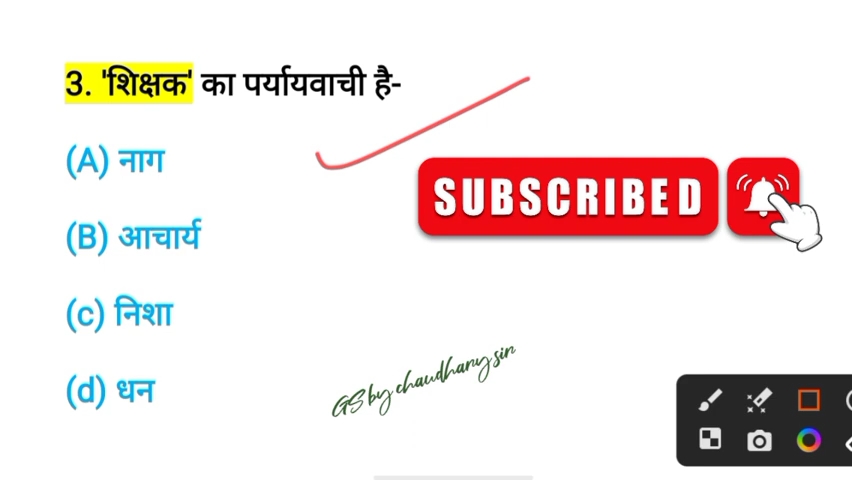 3. 'शिक्षक' का पर्यायवाची है-
(A) नाग
SUBSCRIBED
(B) आचार्य
(c) निशा
(d) धन
GS by chaudhary sir